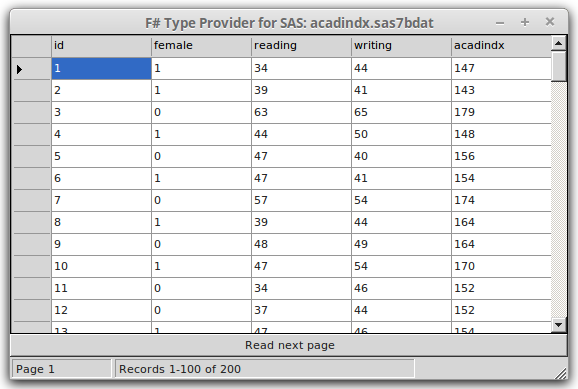 F# Type Provider for SAS: acadindx.sas7bdat
id female reading writing acadindx
1 1 34 44 147
2 1 39 41 143
3 0 63 65 179
4 1 44 50 148
5 0 47 40 156
6 1 47 41 154
7 0 57 54 174
8 1 39 44 164
9 0 48 49 164
10 1 47 54 170
11 0 34 46 152
12 0 37 44 152
13 1 47 46 154
Read next page
Page 1 Records 1-100 of 200